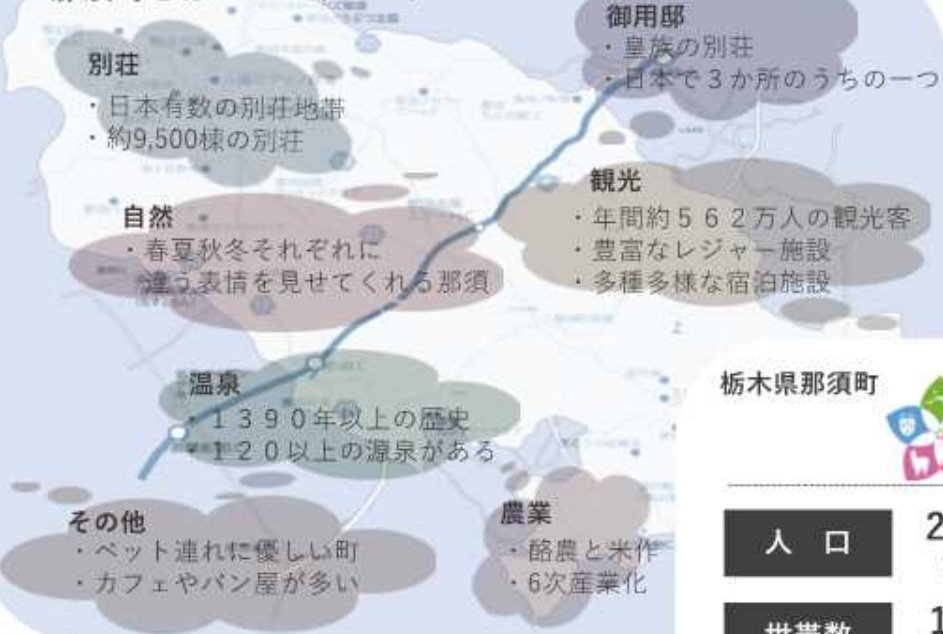 御用邸
・皇族の別荘
・日本で３か所のうちの一つ
別荘
・日本有数の別荘地帯
・約9,500棟の別荘
観光
・年間約５６２万人の観光客
・豊富なレジャー施設
・多種多様な宿泊施設
自然
・春夏秋冬それぞれに
違う表情を見せてくれる那須
温泉
・１３９０年以上の歴史
・１２０以上の源泉がある
その他
・ペット連れに優しい町
・カフェやパン屋が多い
農業
・酪農と米作
・6次産業化
栃木県那須町
人 口
2
世帯数
1